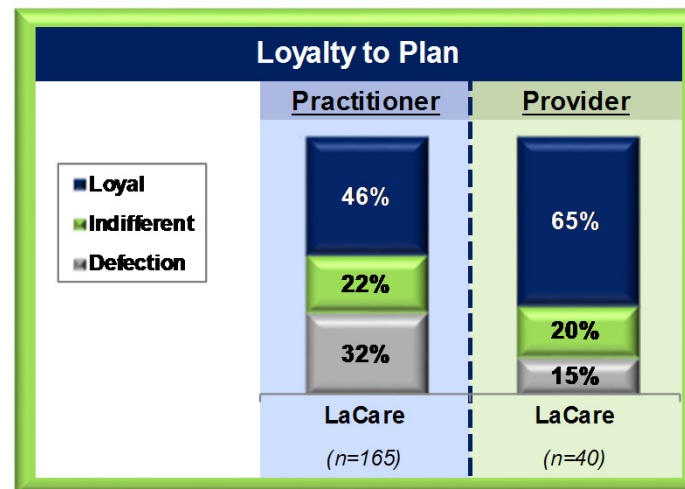 Loyalty to Plan
Practitioner
Provider
Loyal
Indifferent
Defection
46%
22%
32%
65%
20%
15%
LaCare
(n=165)
LaCare
(n=40)